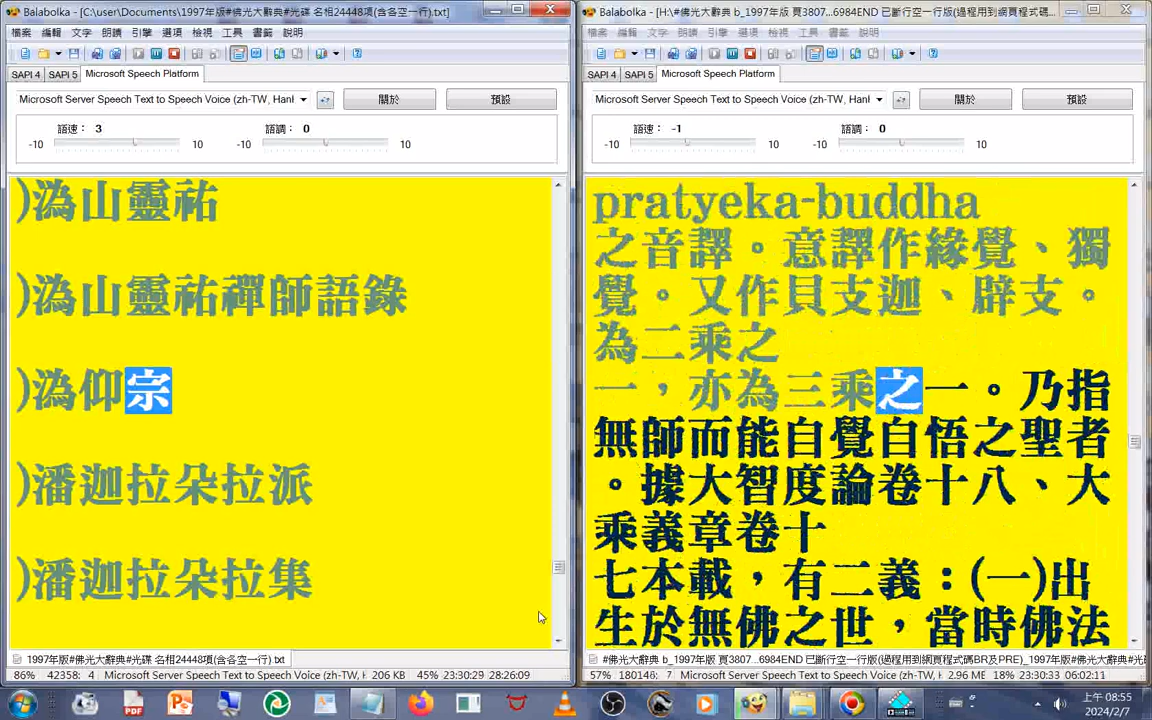 Balabolka - [C:\user\Documents\1997年版#佛光大辭典#光碟 名相24448項(含各空一行).txt]
檔案 編輯 文字 朗讀 引擎 選項 檢視 工具 書籤 說明
SAPI 4 SAPI 5 Microsoft Speech Platform
Microsoft Server Speech Text to Speech Voice (zh-TW, Han
關於 預設
語速： 3 語調： 0
-10 10 -10 10
)溈山靈祐
)溈山靈祐禪師語錄
)溈仰宗
)潘迦拉朵拉派
)潘迦拉朵拉集
1997年版#佛光大辭典#光碟 名相24448項(含各空一行).txt
86% 42358: 4 Microsoft Server Speech Text to Speech Voice (zh-TW, H 206 KB 45% 23:30:29 28:26:09
Balabolka - [H:\#佛光大辭典 b_1997年版 頁3807...6984END 已斷行空一行版(過程用到網頁程式碼...
檔案 編輯 文字 朗讀 引擎 選項 檢視 工具 書籤 說明
SAPI 4 SAPI 5 Microsoft Speech Platform
Microsoft Server Speech Text to Speech Voice (zh-TW, Han
關於 預設
語速： -1 語調： 0
-10 10 -10 10
pratyeka-buddha
之音譯。意譯作緣覺、獨
覺。又作貝支迦、辟支。
為二乘之
一，亦為三乘之一。乃指
無師而能自覺自悟之聖者
。據大智度論卷十八、大
乘義章卷十
七本載，有二義：(一)出
生於無佛之世，當時佛法
#佛光大辭典 b_1997年版 頁3807...6984END 已斷行空一行版(過程用到網頁程式碼BR及PRE)_1997年版#光
57% 180146: 7 Microsoft Server Speech Text to Speech Voice (zh-TW, H 2.96 ME 18% 23:30:33 06:02:11
上午 08:55
2024/2/7